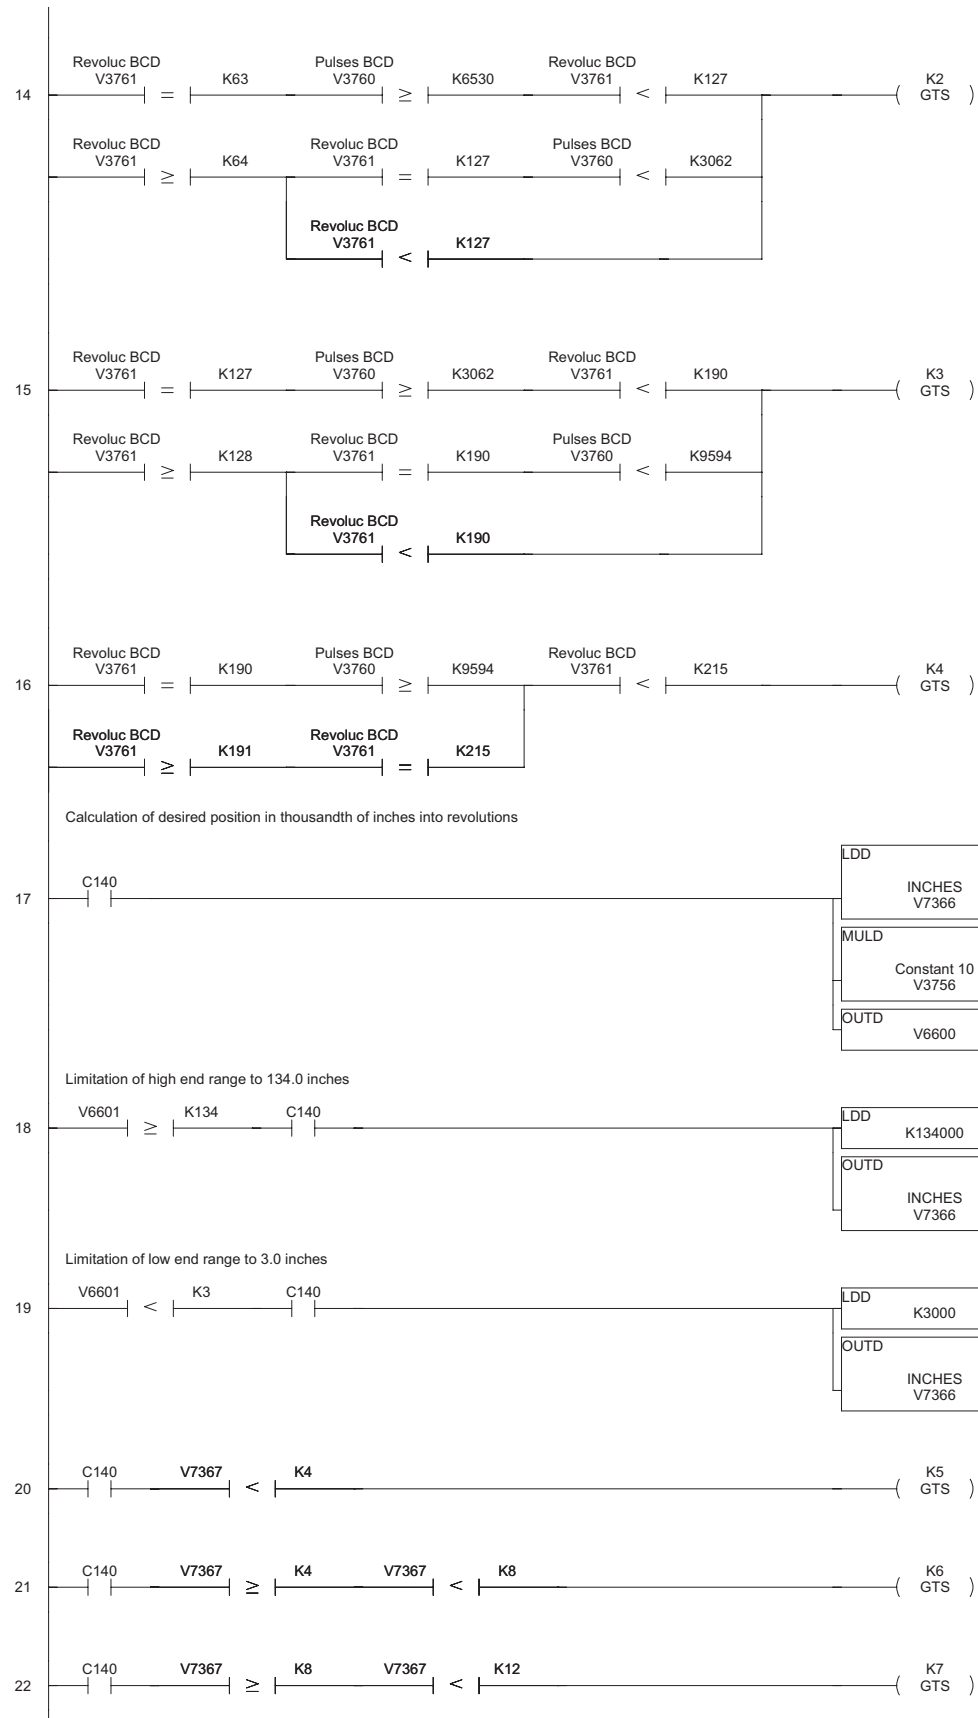 Revoluc BCD Pulses BCD Revoluc BCD
V3761 K63 V3760 K6530 V3761 K127 K2
14 = ≥ < GTS
Revoluc BCD Revoluc BCD Pulses BCD
V3761 K64 V3761 K127 V3760 K3062
≥ = <
Revoluc BCD
V3761 K127
<
Revoluc BCD Pulses BCD Revoluc BCD
V3761 K127 V3760 K3062 V3761 K190 K3
15 = ≥ < GTS
Revoluc BCD Revoluc BCD Pulses BCD
V3761 K128 V3761 K190 V3760 K9594
≥ = <
Revoluc BCD
V3761 K190
<
Revoluc BCD Pulses BCD Revoluc BCD
V3761 K190 V3760 K9594 V3761 K215 K4
16 = ≥ < GTS
Revoluc BCD Revoluc BCD
V3761 K191 V3761 K215
≥ =
Calculation of desired position in thousandth of inches into revolutions
LDD
C140 INCHES
17 V7366
MULD
Constant 10
V3756
OUTD
V6600
Limitation of high end range to 134.0 inches
V6601 K134 C140 LDD
18 ≥ K134000
OUTD
INCHES
V7366
Limitation of low end range to 3.0 inches
V6601 K3 C140 LDD
19 < K3000
OUTD
INCHES
V7366
C140 V7367 K4 K5
20 < GTS
C140 V7367 K4 V7367 K8 K6
21 ≥ < GTS
C140 V7367 K8 V7367 K12 K7
22 ≥ < GTS